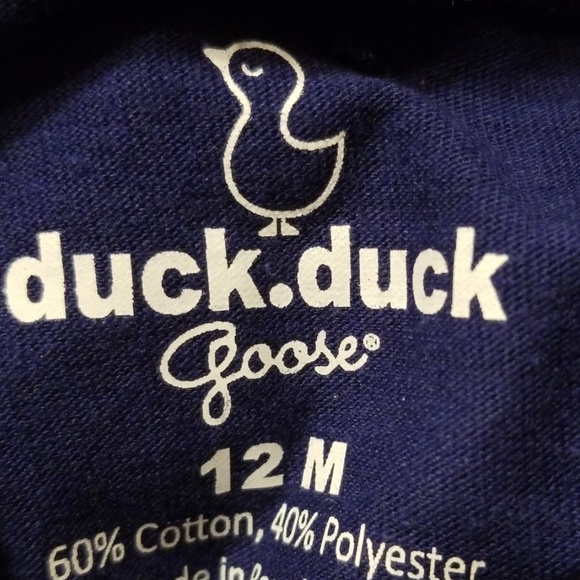 duck.duck
goose®
12 M
60% Cotton, 40% Polyester